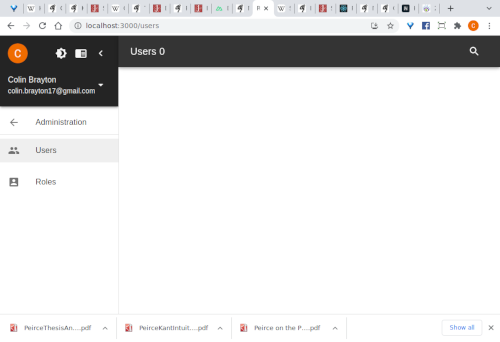 localhost:3000/users
C
Users 0
Colin Brayton
colin.brayton17@gmail.com
Administration
Users
Roles
PeirceThesisAn....pdf
PeirceKantIntuit....pdf
Peirce on the P....pdf
Show all